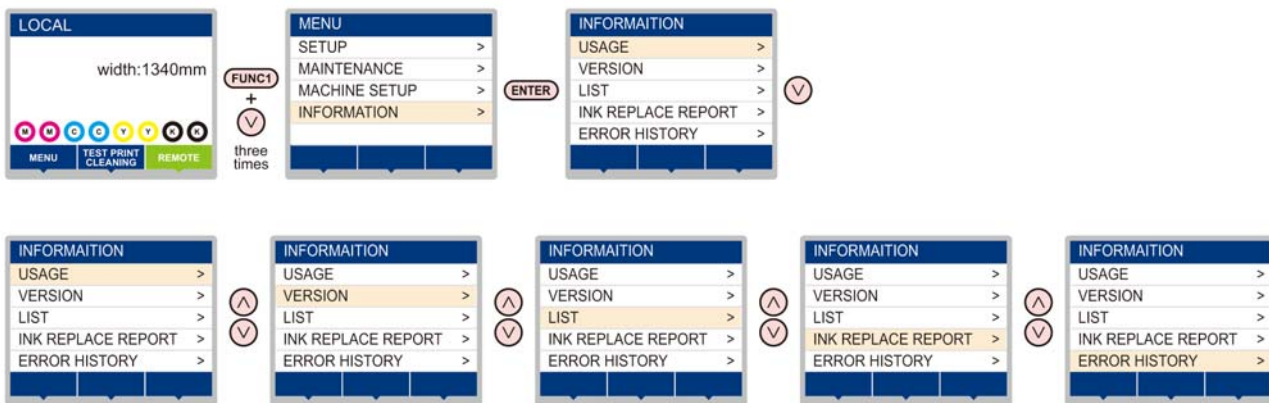 LOCAL
width:1340mm
M M C C Y Y K K
MENU TEST PRINT CLEANING REMOTE
FUNC1
+
three
times
MENU
SETUP >
MAINTENANCE >
MACHINE SETUP >
INFORMATION >
ENTER
INFORMAITION
USAGE >
VERSION >
LIST >
INK REPLACE REPORT >
ERROR HISTORY >
INFORMAITION
USAGE >
VERSION >
LIST >
INK REPLACE REPORT >
ERROR HISTORY >
INFORMAITION
USAGE >
VERSION >
LIST >
INK REPLACE REPORT >
ERROR HISTORY >
INFORMAITION
USAGE >
VERSION >
LIST >
INK REPLACE REPORT >
ERROR HISTORY >
INFORMAITION
USAGE >
VERSION >
LIST >
INK REPLACE REPORT >
ERROR HISTORY >
INFORMAITION
USAGE >
VERSION >
LIST >
INK REPLACE REPORT >
ERROR HISTORY >